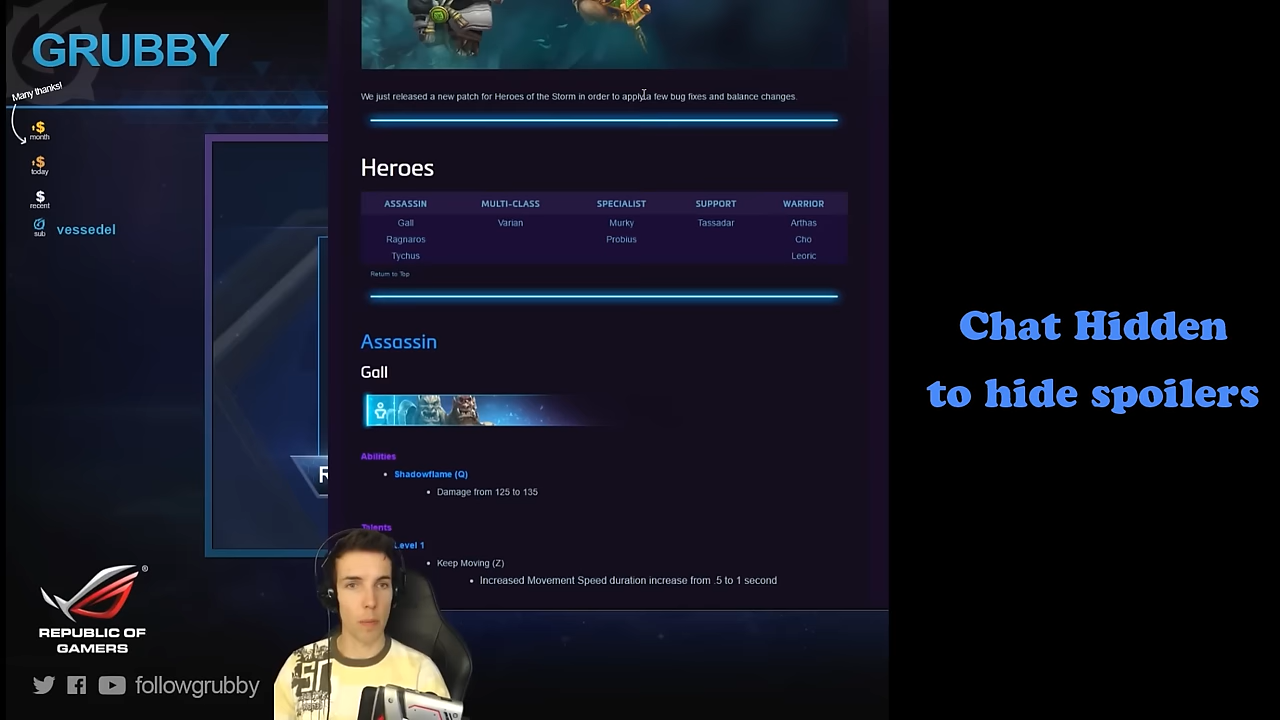 GRUBBY
Many thanks!
$
month
$
today
$
recent
sub
vessedel
We just released a new patch for Heroes of the Storm in order to apply a few bug fixes and balance changes.
Heroes
ASSASSIN MULTI-CLASS SPECIALIST SUPPORT WARRIOR
Gall Varian Murky Tassadar Arthas
Ragnaros Probius Cho
Tychus Leoric
Return to Top
Assassin
Gall
Abilities
Shadowflame (Q)
Damage from 125 to 135
Talents
Level 1
Keep Moving (Z)
Increased Movement Speed duration increase from .5 to 1 second
R
Chat Hidden
to hide spoilers
REPUBLIC OF
GAMERS
followgrubby